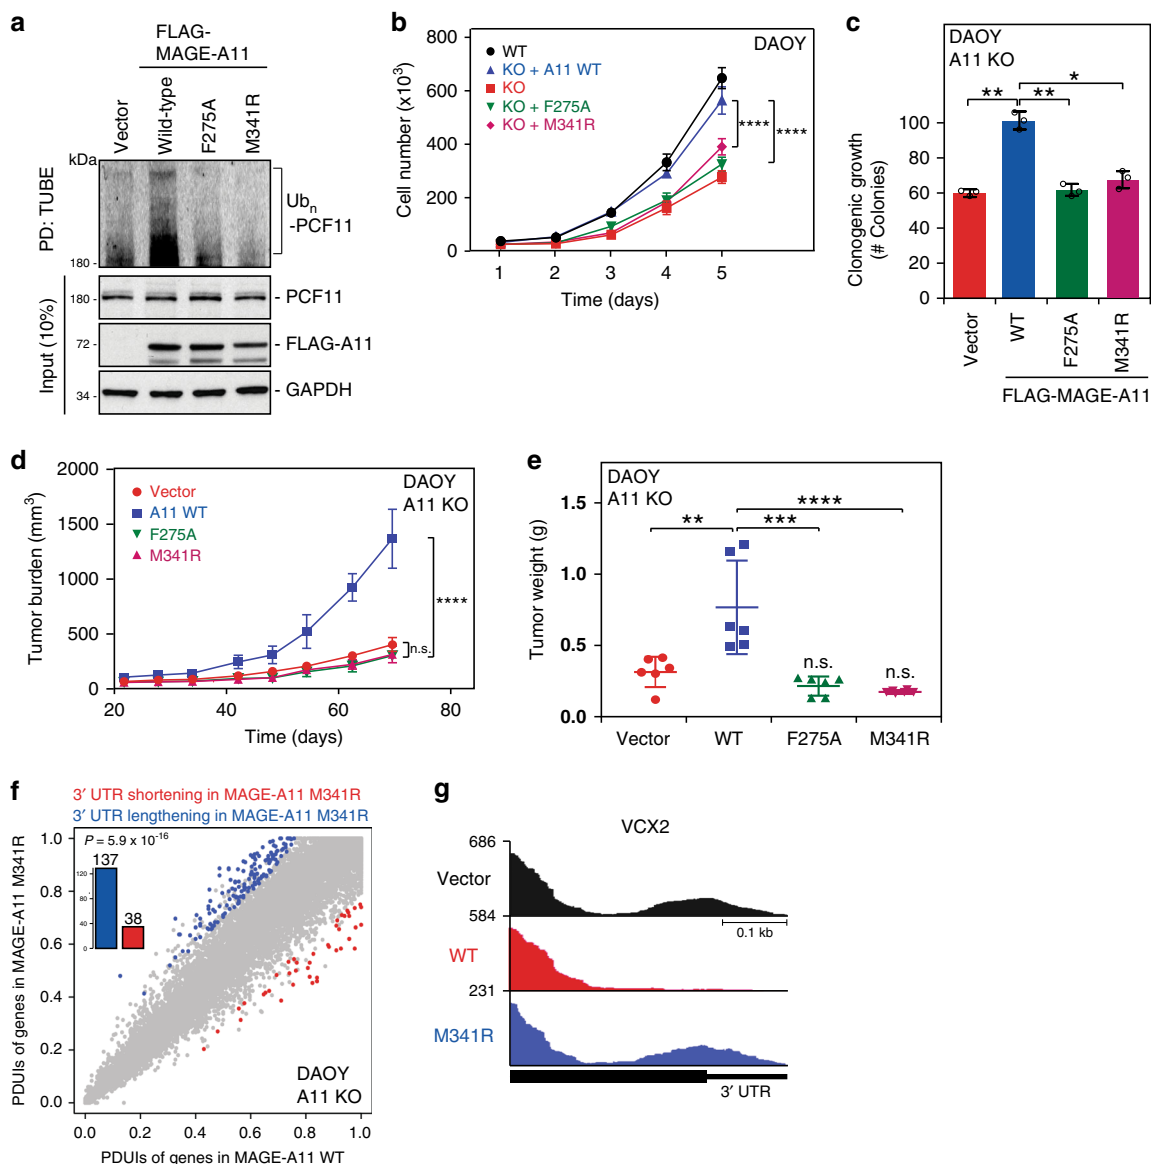 a
FLAG-
MAGE-A11
Vector
Wild-type
F275A
M341R
kDa
PD: TUBE
Ubn
-PCF11
180 -
Input (10%)
180 -
- PCF11
72 -
- FLAG-A11
34 -
- GAPDH
b
DAOY
WT
KO + A11 WT
KO
KO + F275A
KO + M341R
****
****
Cell number (x10³)
800
600
400
200
0
1 2 3 4 5
Time (days)
c
DAOY
A11 KO
** ** *
Clonogenic growth
(# Colonies)
100
80
60
40
20
0
Vector
WT
F275A
M341R
FLAG-MAGE-A11
d
DAOY
A11 KO
Vector
A11 WT
F275A
M341R
****
n.s.
Tumor burden (mm³)
2000
1500
1000
500
0
20 40 60 80
Time (days)
e
DAOY
A11 KO
****
** ***
n.s. n.s.
Tumor weight (g)
1.5
1.0
0.5
0.0
Vector WT F275A M341R
f
3′ UTR shortening in MAGE-A11 M341R
3′ UTR lengthening in MAGE-A11 M341R
P = 5.9 x 10⁻¹⁶
137
38
120
80
40
0
PDUIs of genes in MAGE-A11 M341R
1.0
0.8
0.6
0.4
0.2
0.0
DAOY
A11 KO
0.0 0.2 0.4 0.6 0.8 1.0
PDUIs of genes in MAGE-A11 WT
g
VCX2
686
Vector
584
0.1 kb
WT
231
M341R
3′ UTR